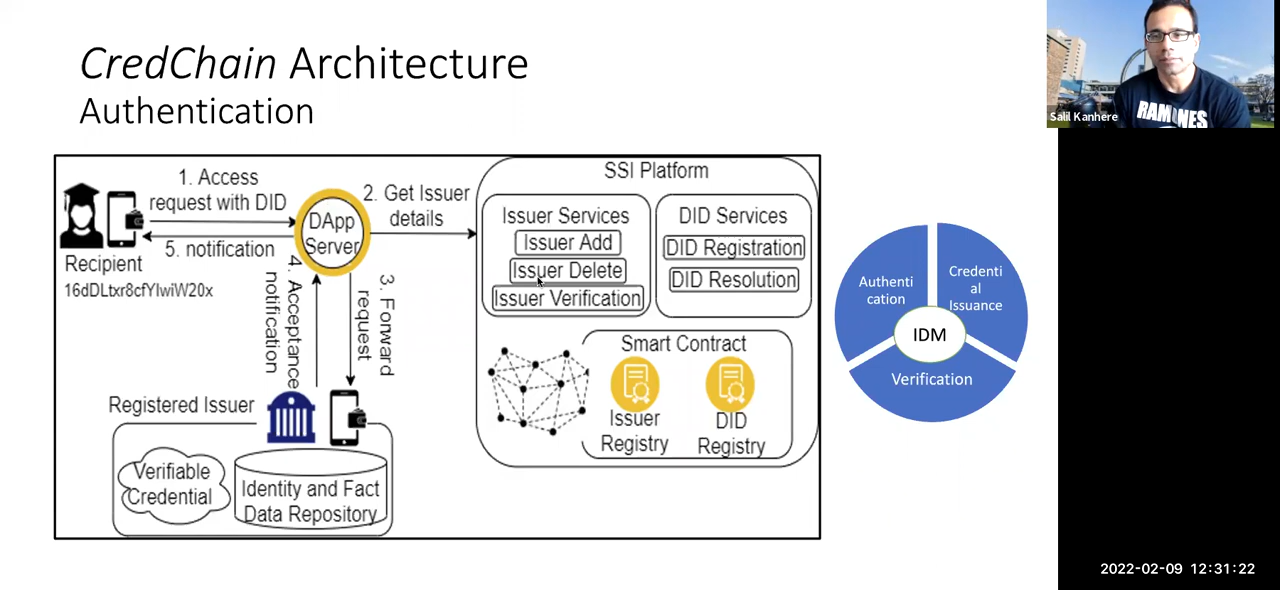 CredChain Architecture
Authentication
1. Access
request with DID
5. notification
Recipient
16dDLtxr8cfYIwiW20x
DApp
Server
2. Get Issuer
details
3. Forward
request
4. Acceptance
notification
Registered Issuer
Verifiable
Credential
Identity and Fact
Data Repository
SSI Platform
Issuer Services
Issuer Add
Issuer Delete
Issuer Verification
DID Services
DID Registration
DID Resolution
Smart Contract
Issuer
Registry
DID
Registry
Authenti
cation
Credenti
al
Issuance
IDM
Verification
RAMONES
Salil Kanhere
2022-02-09 12:31:22